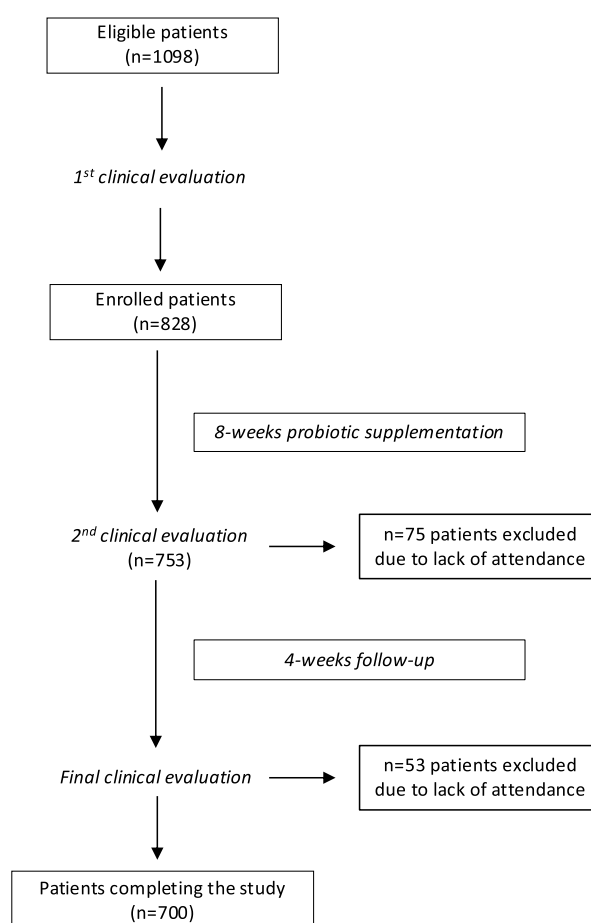 Eligible patients
(n=1098)
1st clinical evaluation
Enrolled patients
(n=828)
8-weeks probiotic supplementation
2nd clinical evaluation
(n=753)
n=75 patients excluded
due to lack of attendance
4-weeks follow-up
Final clinical evaluation
n=53 patients excluded
due to lack of attendance
Patients completing the study
(n=700)